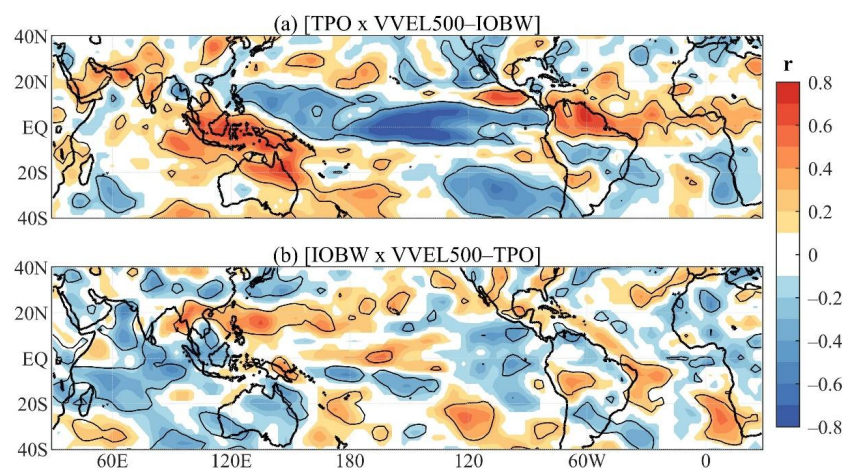 (a) [TPO x VVEL500–IOBW]
40N
20N
EQ
20S
40S
(b) [IOBW x VVEL500–TPO]
40N
20N
EQ
20S
40S
60E 120E 180 120 60W 0
r
0.8
0.6
0.4
0.2
0
−0.2
−0.4
−0.6
−0.8